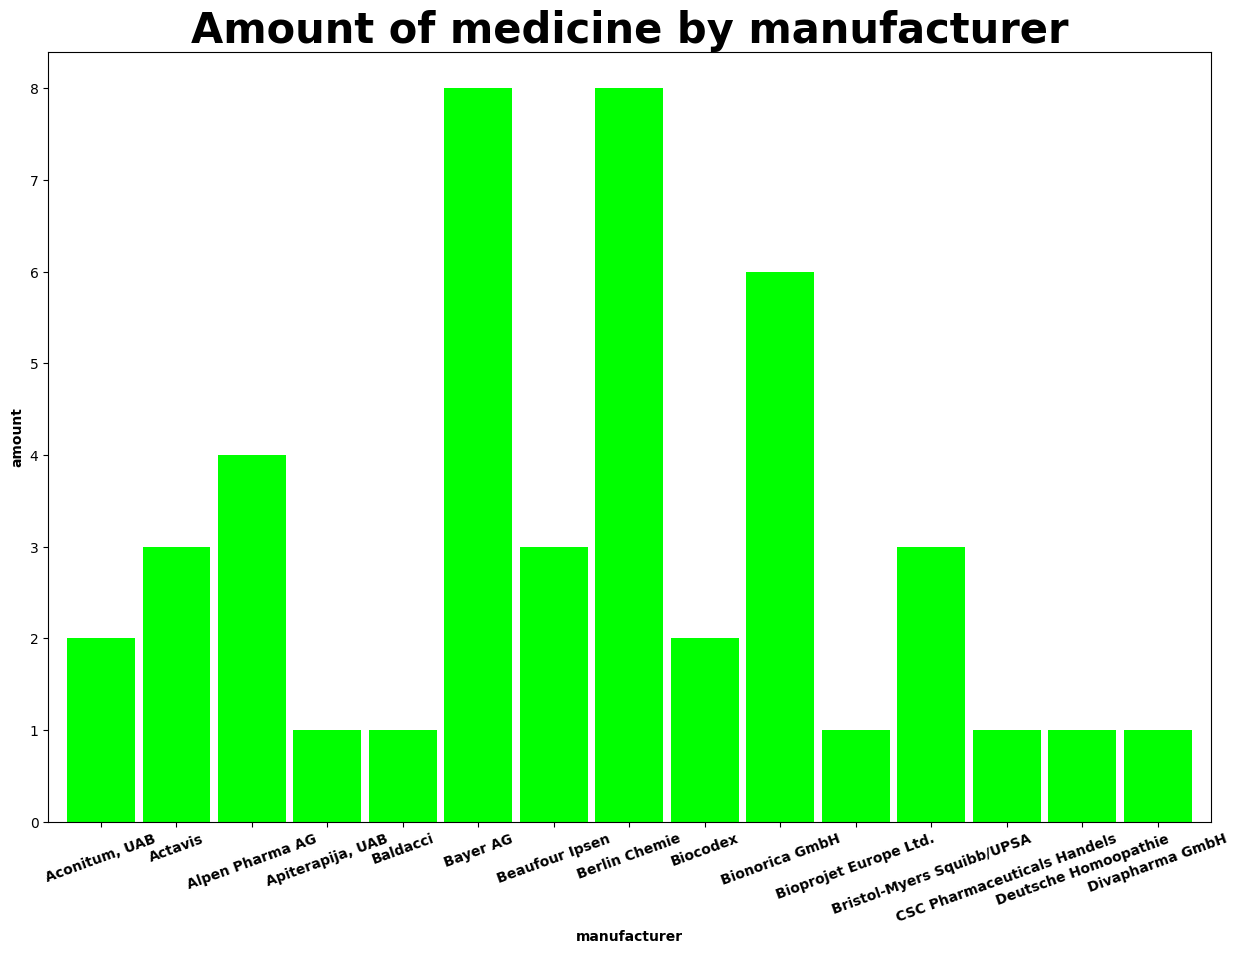 Amount of medicine by manufacturer
8
7
6
5
4
3
2
1
0
amount
Aconitum, UAB
Actavis
Alpen Pharma AG
Apiterapija, UAB
Baldacci
Bayer AG
Beaufour Ipsen
Berlin Chemie
Biocodex
Bionorica GmbH
Bioprojet Europe Ltd.
Bristol-Myers Squibb/UPSA
CSC Pharmaceuticals Handels
Deutsche Homoopathie
Divapharma GmbH
manufacturer